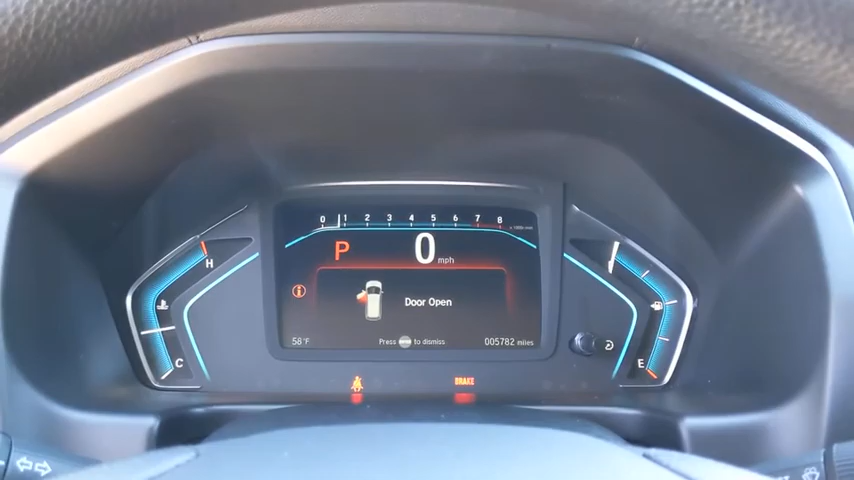 0 1 2 3 4 5 6 7 8
P 0 mph
H
Door Open
C
E
58°F Press to dismiss 005782 miles
BRAKE